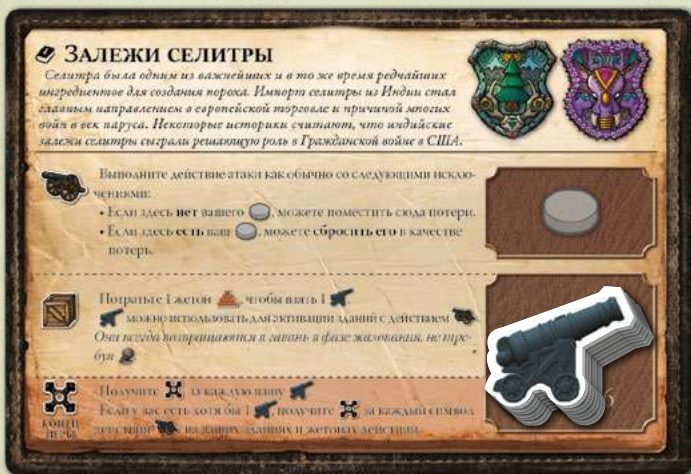 ЗАЛЕЖИ СЕЛИТРЫ
Селитра была одним из важнейших и в то же время редчайших
ингредиентов для создания пороха. Импорт селитры из Индии стал
главным направлением в европейской торговле и причиной многих
войн в век паруса. Некоторые историки считают, что индийские
залежи селитры сыграли решающую роль в Гражданской войне в США.
Выполните действие атаки как обычно со следующими исклю-
чениями:
• Если здесь нет вашего , можете поместить сюда потери.
• Если здесь есть ваш , можете сбросить его в качестве
потерь.
Потратьте 1 жетон , чтобы взять 1
можно использовать для активации зданий с действием
Она всегда возвращаются в гавань в фазе жалования, не тре-
буя
Получите за каждую вашу
Если у вас есть хотя бы 1 , получите за каждый символ
действия на ваших зданиях и жетонах действий.
КОНЕЦ
ИГРЫ